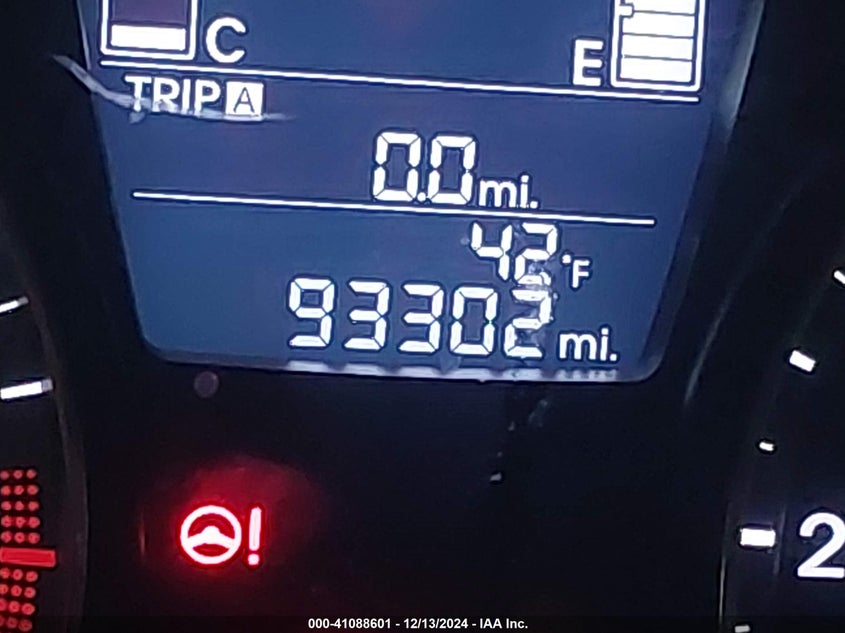 C E
TRIP A
0.0 mi.
42 °F
93302 mi.
!
2
000-41088601 - 12/13/2024 - IAA Inc.